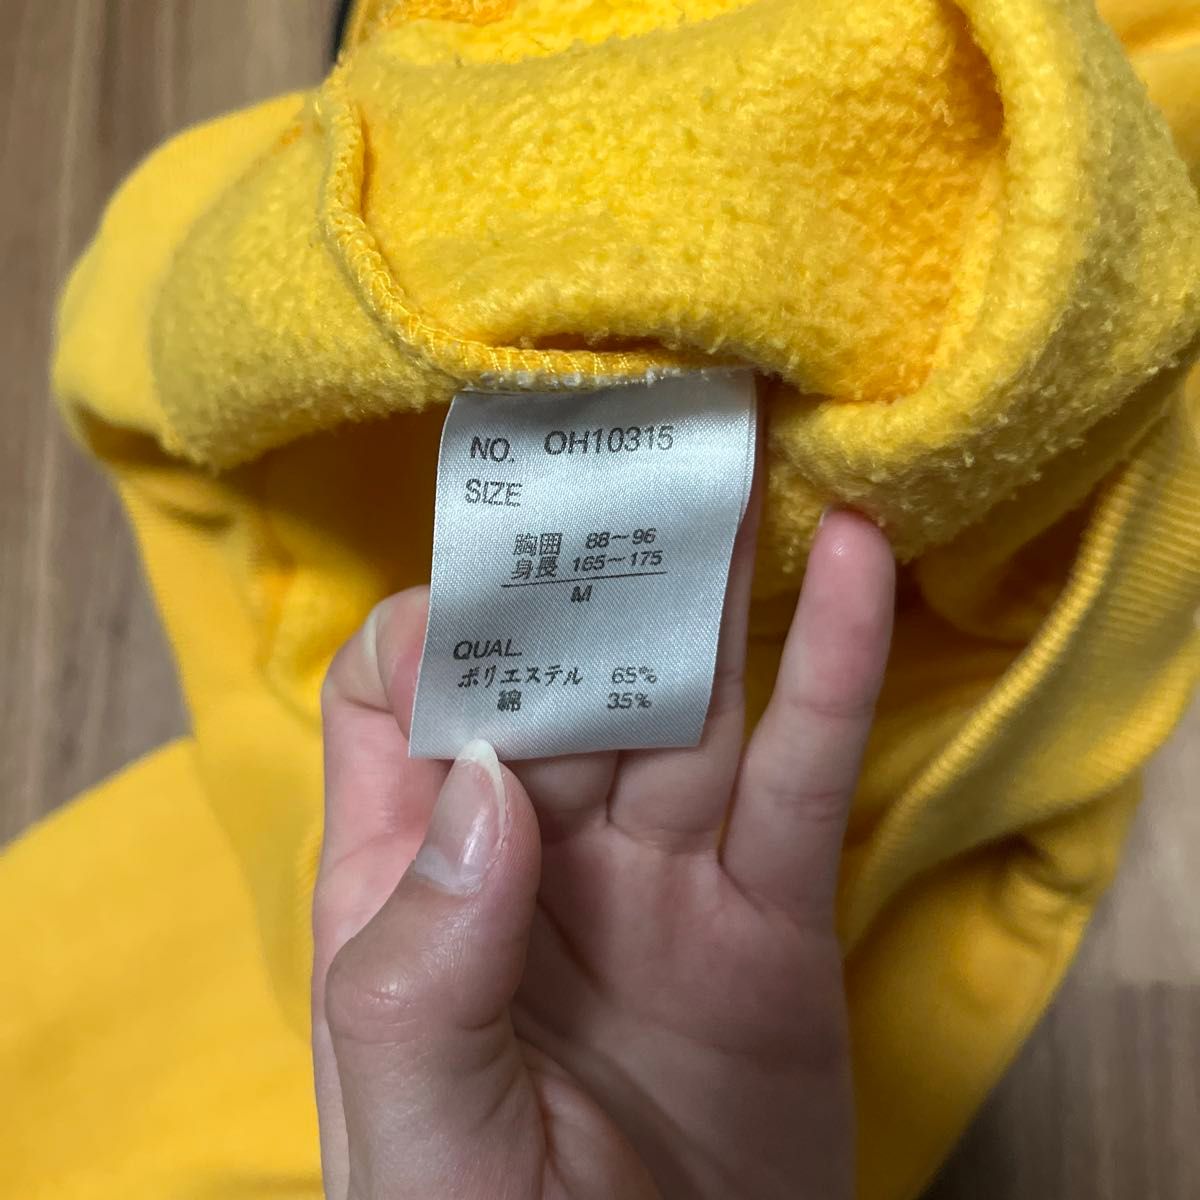 NO. OH10315
SIZE
胸囲 88～96
身長 165～175
M
QUAL.
ポリエステル 65%
綿 35%